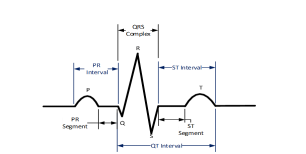 QRS
Complex
R
PR
Interval
ST Interval
P
T
PR
Segment
Q
S
ST
Segment
QT Interval